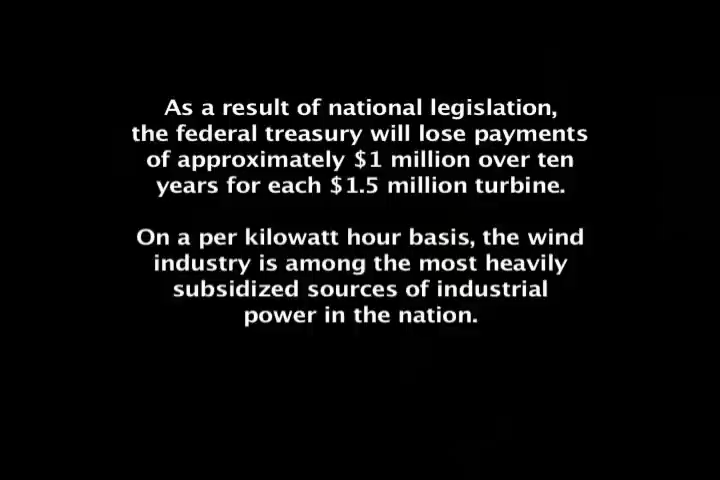 As a result of national legislation,
the federal treasury will lose payments
of approximately $1 million over ten
years for each $1.5 million turbine.
On a per kilowatt hour basis, the wind
industry is among the most heavily
subsidized sources of industrial
power in the nation.